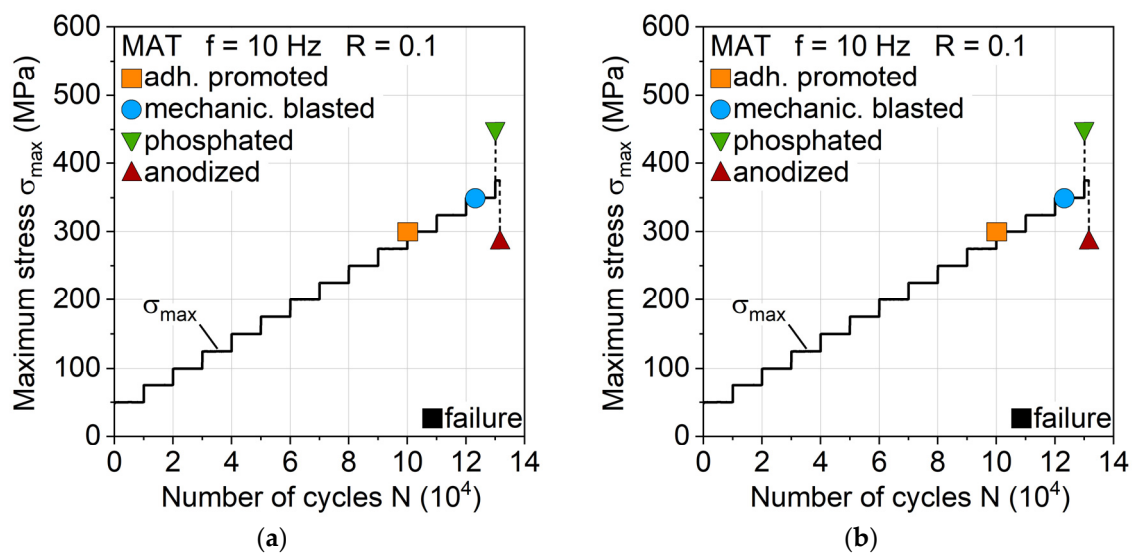 600
500
400
300
200
100
0
Maximum stress σmax (MPa)
MAT f = 10 Hz R = 0.1
adh. promoted
mechanic. blasted
phosphated
anodized
σmax
failure
0 2 4 6 8 10 12 14
Number of cycles N (10⁴)
(a)
600
500
400
300
200
100
0
Maximum stress σmax (MPa)
MAT f = 10 Hz R = 0.1
adh. promoted
mechanic. blasted
phosphated
anodized
σmax
failure
0 2 4 6 8 10 12 14
Number of cycles N (10⁴)
(b)